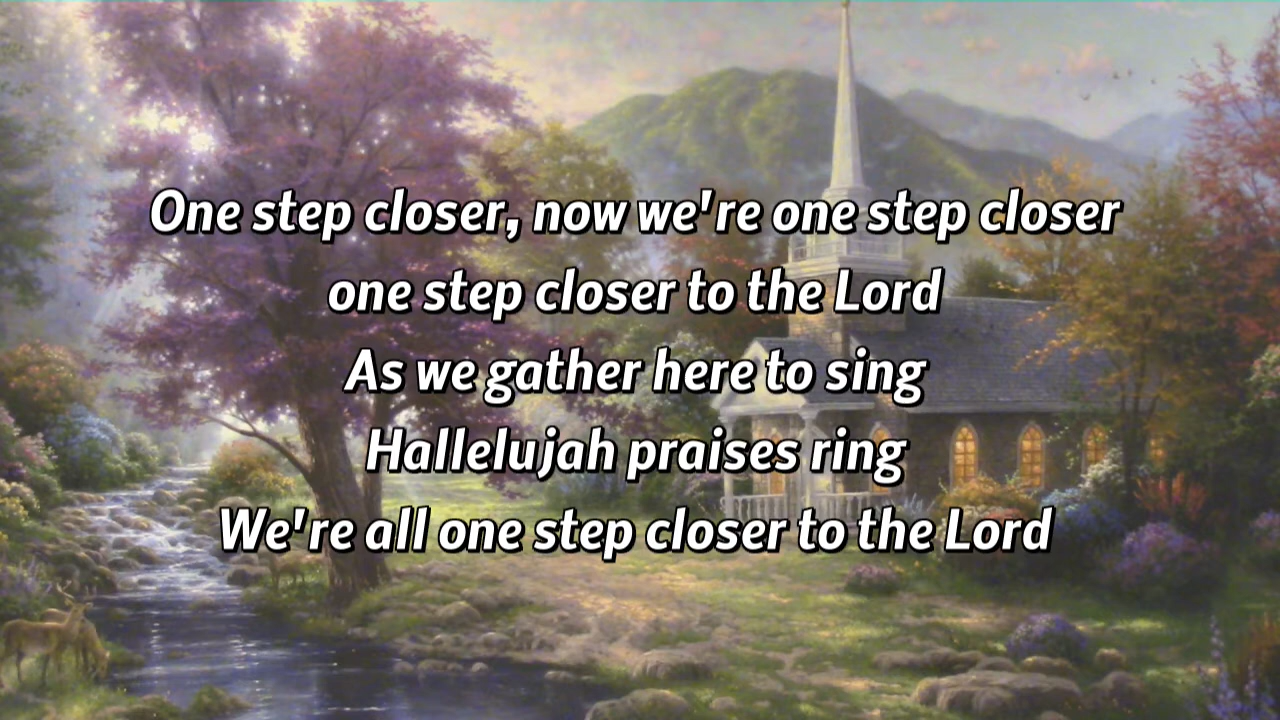 One step closer, now we're one step closer
one step closer to the Lord
As we gather here to sing
Hallelujah praises ring
We're all one step closer to the Lord